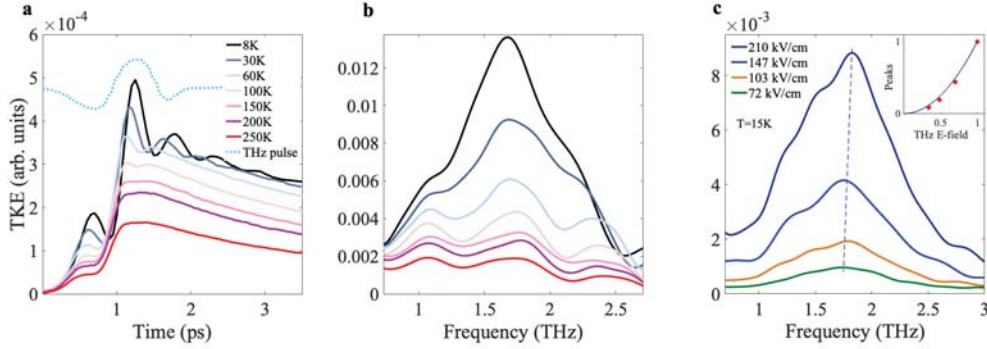 a
×10⁻⁴
6
5
4
3
2
1
0
TKE (arb. units)
8K
30K
60K
100K
150K
200K
250K
THz pulse
1 2 3
Time (ps)
b
0.012
0.010
0.008
0.006
0.004
0.002
0
1 1.5 2 2.5
Frequency (THz)
c
×10⁻³
8
6
4
2
0
210 kV/cm
147 kV/cm
103 kV/cm
72 kV/cm
T=15K
Peaks
1
0
0.5 1
THz E-field
1 1.5 2 2.5 3
Frequency (THz)